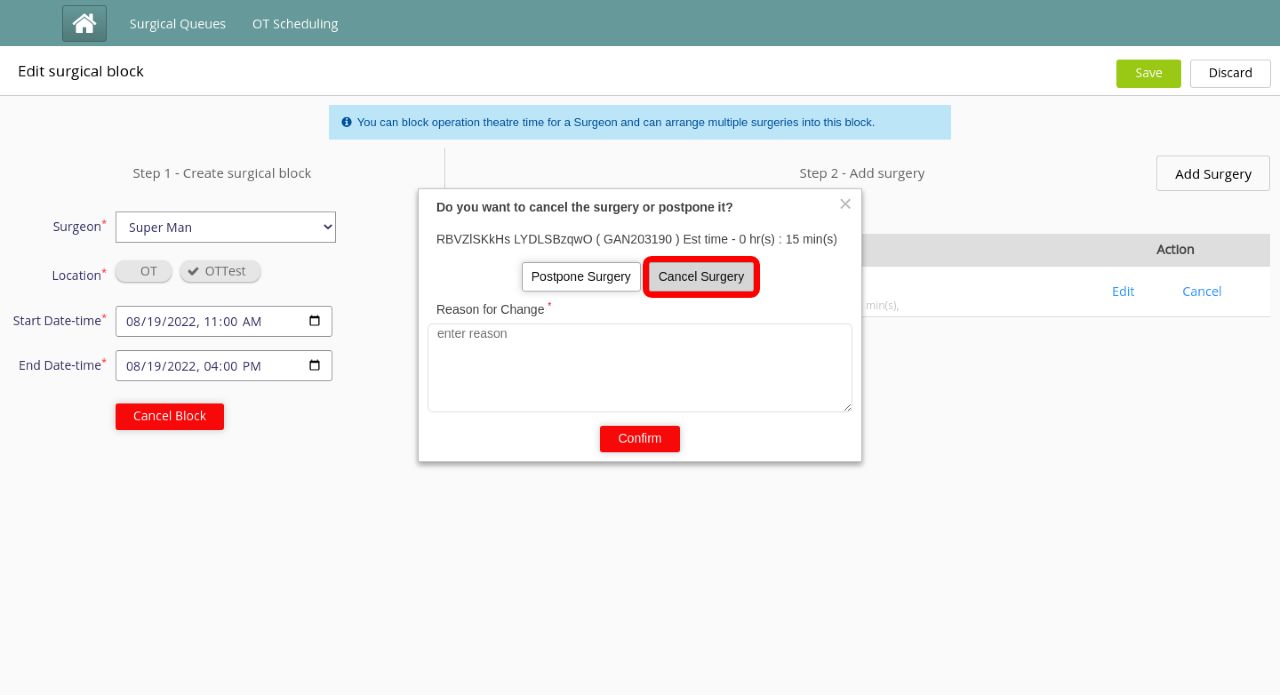 Surgical Queues OT Scheduling
Edit surgical block
Save Discard
You can block operation theatre time for a Surgeon and can arrange multiple surgeries into this block.
Step 1 - Create surgical block
Step 2 - Add surgery
Add Surgery
Surgeon* Super Man
Location* OT OTTest
Start Date-time* 08/19/2022, 11:00 AM
End Date-time* 08/19/2022, 04:00 PM
Cancel Block
Do you want to cancel the surgery or postpone it? ×
RBVZlSKkHs LYDLSBzqwO ( GAN203190 ) Est time - 0 hr(s) : 15 min(s)
Postpone Surgery Cancel Surgery
Reason for Change *
enter reason
Confirm
Action
Edit Cancel
min(s),